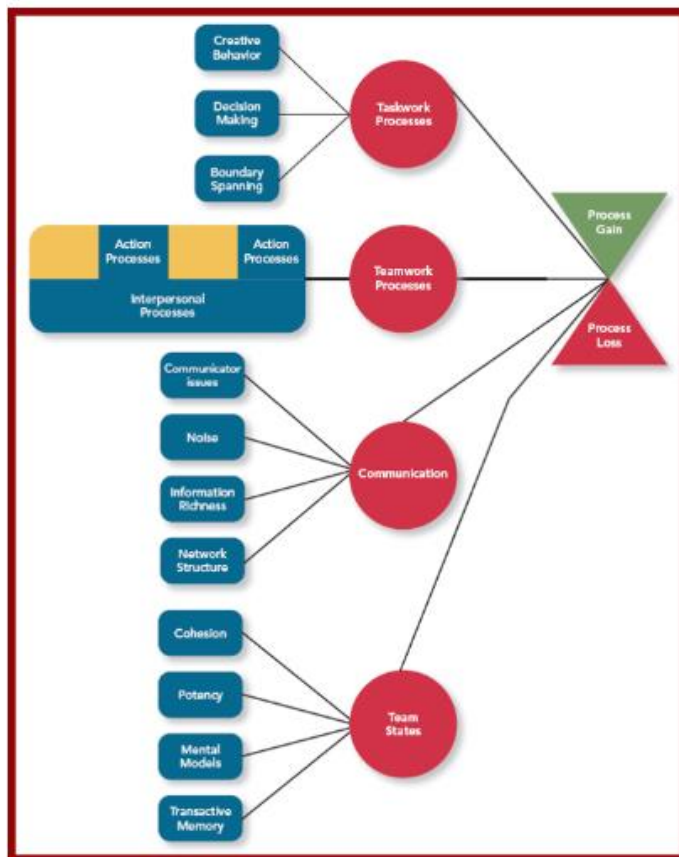 Creative
Behavior
Decision
Making
Boundary
Spanning
Taskwork
Processes
Process
Gain
Action
Processes
Action
Processes
Interpersonal
Processes
Teamwork
Processes
Process
Loss
Communicator
issues
Noise
Information
Richness
Network
Structure
Communication
Cohesion
Potency
Mental
Models
Transactive
Memory
Team
States